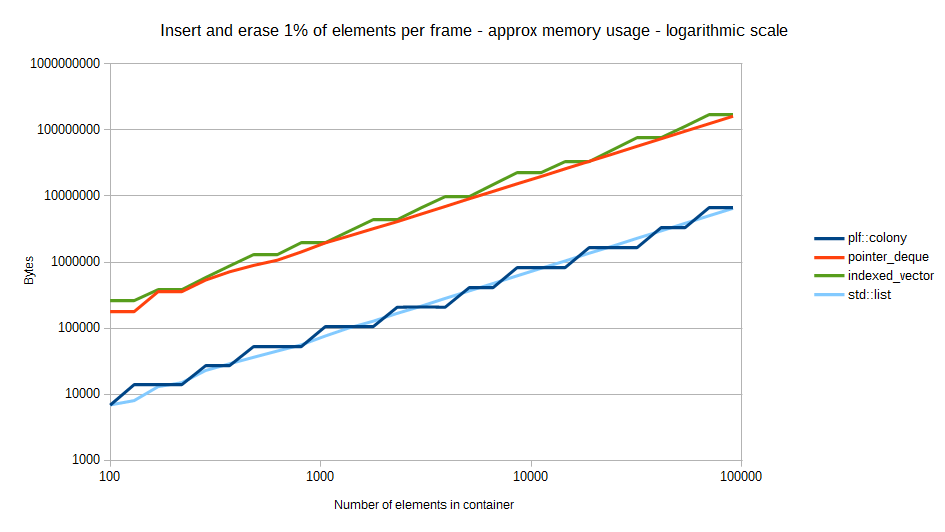 Insert and erase 1% of elements per frame - approx memory usage - logarithmic scale
1000000000
100000000
10000000
1000000
100000
10000
1000
Bytes
100
1000
10000
100000
Number of elements in container
plf::colony
pointer_deque
indexed_vector
std::list